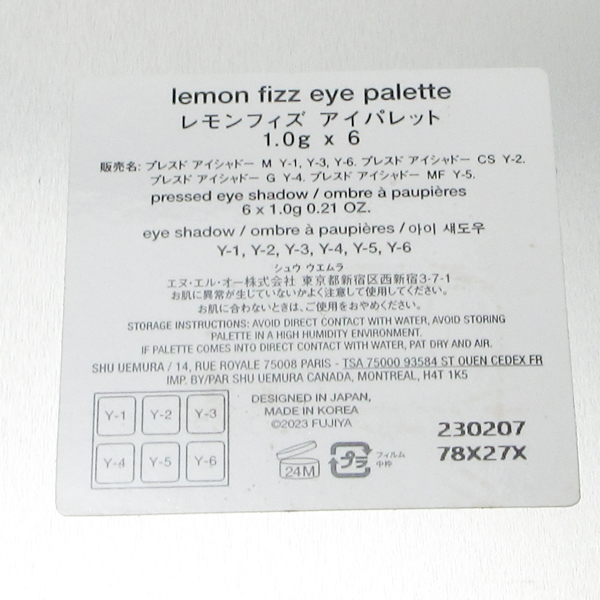 lemon fizz eye palette
レモンフィズ アイパレット
1.0g x 6
販売名: プレスド アイシャドー M Y-1, Y-3, Y-6. プレスド アイシャドー CS Y-2.
プレスド アイシャドー G Y-4. プレスド アイシャドー MF Y-5.
pressed eye shadow / ombre à paupières
6 x 1.0g 0.21 OZ.
eye shadow / ombre à paupières / 아이 섀도우
Y-1, Y-2, Y-3, Y-4, Y-5, Y-6
シュウ ウエムラ
エヌ・エル・オー株式会社 東京都新宿区西新宿3-7-1
お肌に異常が生じていないかよく注意して使用してください。
お肌に合わないときは、ご使用をおやめください。
STORAGE INSTRUCTIONS: AVOID DIRECT CONTACT WITH WATER, AVOID STORING
PALETTE IN A HIGH HUMIDITY ENVIRONMENT.
IF PALETTE COMES INTO DIRECT CONTACT WITH WATER, PAT DRY AND AIR.
SHU UEMURA / 14, RUE ROYALE 75008 PARIS - TSA 75000 93584 ST OUEN CEDEX FR
IMP. BY/PAR SHU UEMURA CANADA, MONTREAL, H4T 1K5
Y-1 Y-2 Y-3
Y-4 Y-5 Y-6
DESIGNED IN JAPAN,
MADE IN KOREA
©2023 FUJIYA
24M
プラ
フィルム
中枠
230207
78X27X